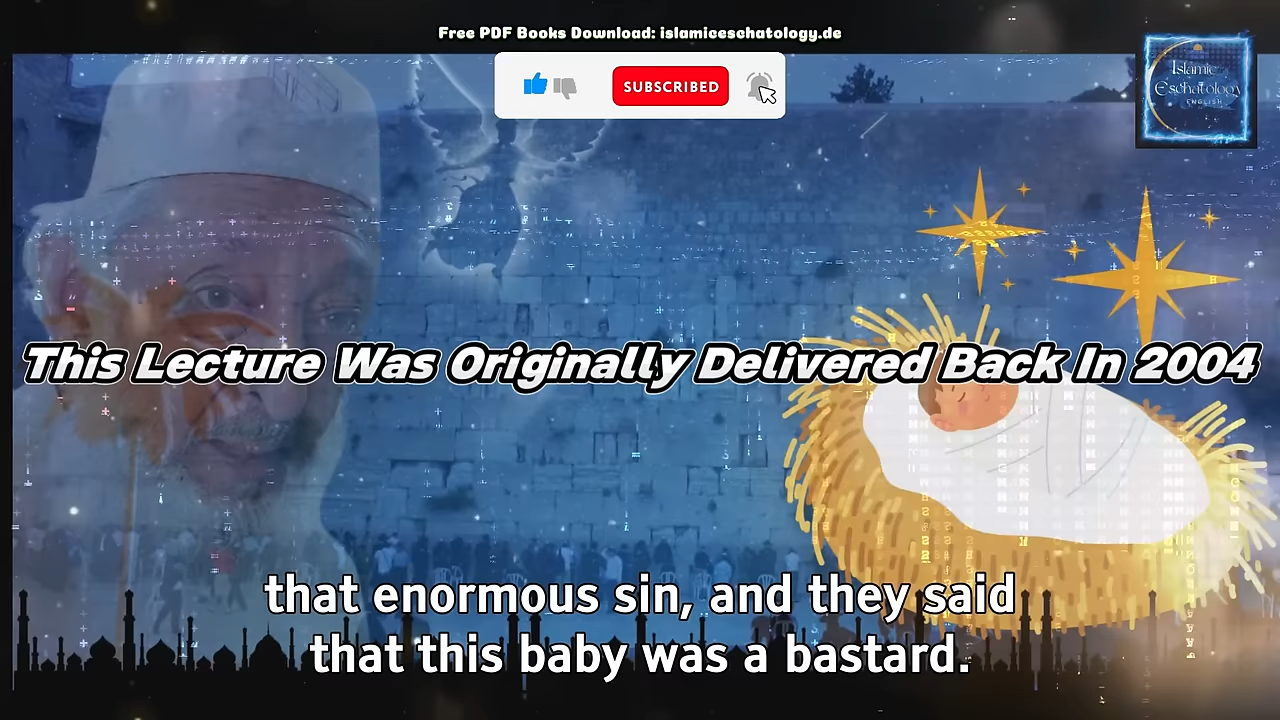 Free PDF Books Download: islamiceschatology.de
SUBSCRIBED
Islamic
Eschatology
ENGLISH
This Lecture Was Originally Delivered Back In 2004
that enormous sin, and they said
that this baby was a bastard.